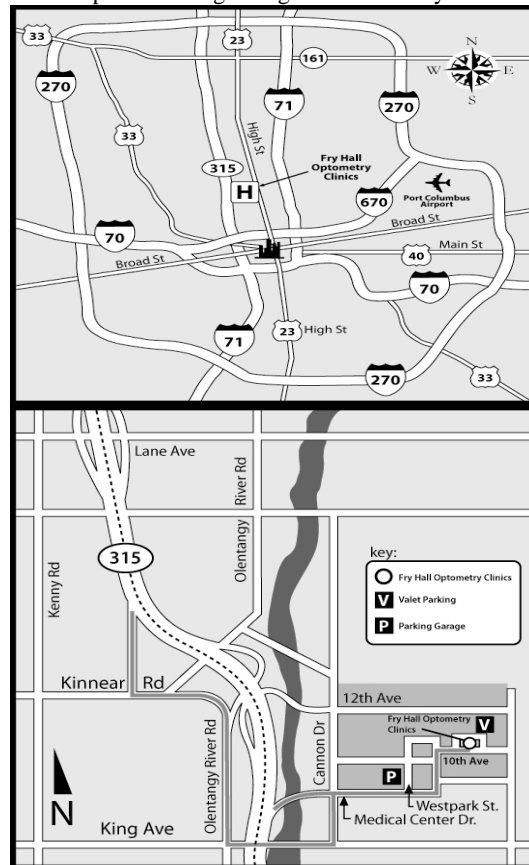 33
23
161
N
W E
S
270
71
270
33
High St
315
Fry Hall
Optometry
Clinics
H
670
Port Columbus
Airport
Broad St
70
Main St
40
Broad St
70
71
23
High St
270
33
Lane Ave
River Rd
Olentangy
315
Kenny Rd
key:
Fry Hall Optometry Clinics
V
Valet Parking
P
Parking Garage
Kinnear Rd
12th Ave
Fry Hall Optometry
Clinics
V
10th Ave
Olentangy River Rd
Cannon Dr
P
Westpark St.
Medical Center Dr.
N
King Ave